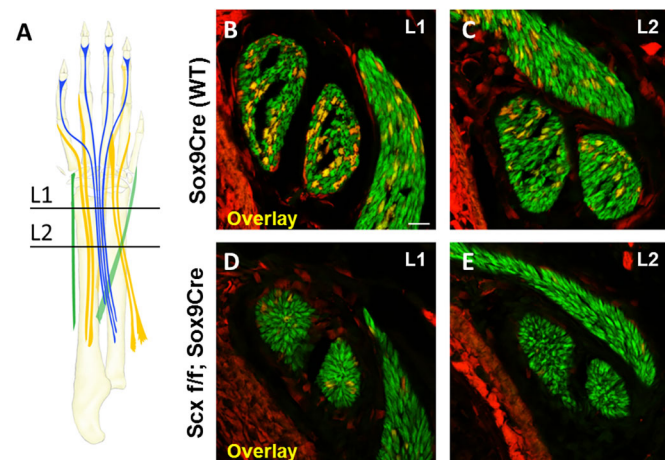 A
L1
L2
Sox9Cre (WT)
B
L1
Overlay
C
L2
Scx f/f; Sox9Cre
D
L1
Overlay
E
L2